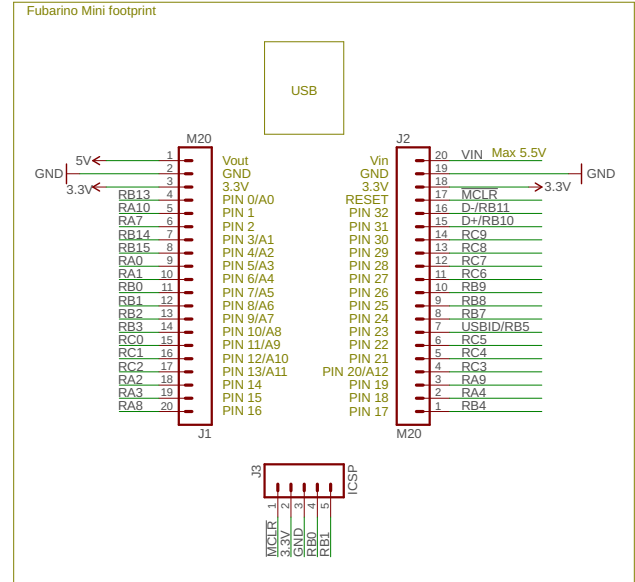 Fubarino Mini footprint
USB
M20
5V 1 Vout
GND 2 GND
3.3V 3 3.3V
RB13 4 PIN 0/A0
RA10 5 PIN 1
RA7 6 PIN 2
RB14 7 PIN 3/A1
RB15 8 PIN 4/A2
RA0 9 PIN 5/A3
RA1 10 PIN 6/A4
RB0 11 PIN 7/A5
RB1 12 PIN 8/A6
RB2 13 PIN 9/A7
RB3 14 PIN 10/A8
RC0 15 PIN 11/A9
RC1 16 PIN 12/A10
RC2 17 PIN 13/A11
RA2 18 PIN 14
RA3 19 PIN 15
RA8 20 PIN 16
J1
J2
Vin 20 VIN Max 5.5V
GND 19 GND
3.3V 18 3.3V
RESET 17 MCLR
PIN 32 16 D-/RB11
PIN 31 15 D+/RB10
PIN 30 14 RC9
PIN 29 13 RC8
PIN 28 12 RC7
PIN 27 11 RC6
PIN 26 10 RB9
PIN 25 9 RB8
PIN 24 8 RB7
PIN 23 7 USBID/RB5
PIN 22 6 RC5
PIN 21 5 RC4
PIN 20/A12 4 RC3
PIN 19 3 RA9
PIN 18 2 RA4
PIN 17 1 RB4
M20
J3
ICSP
1 MCLR
2 3.3V
3 GND
4 RB0
5 RB1